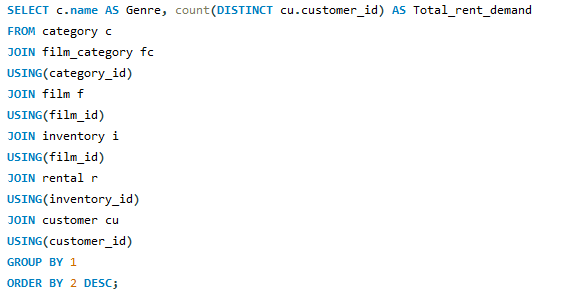 SELECT c.name AS Genre, count(DISTINCT cu.customer_id) AS Total_rent_demand
FROM category c
JOIN film_category fc
USING(category_id)
JOIN film f
USING(film_id)
JOIN inventory i
USING(film_id)
JOIN rental r
USING(inventory_id)
JOIN customer cu
USING(customer_id)
GROUP BY 1
ORDER BY 2 DESC;